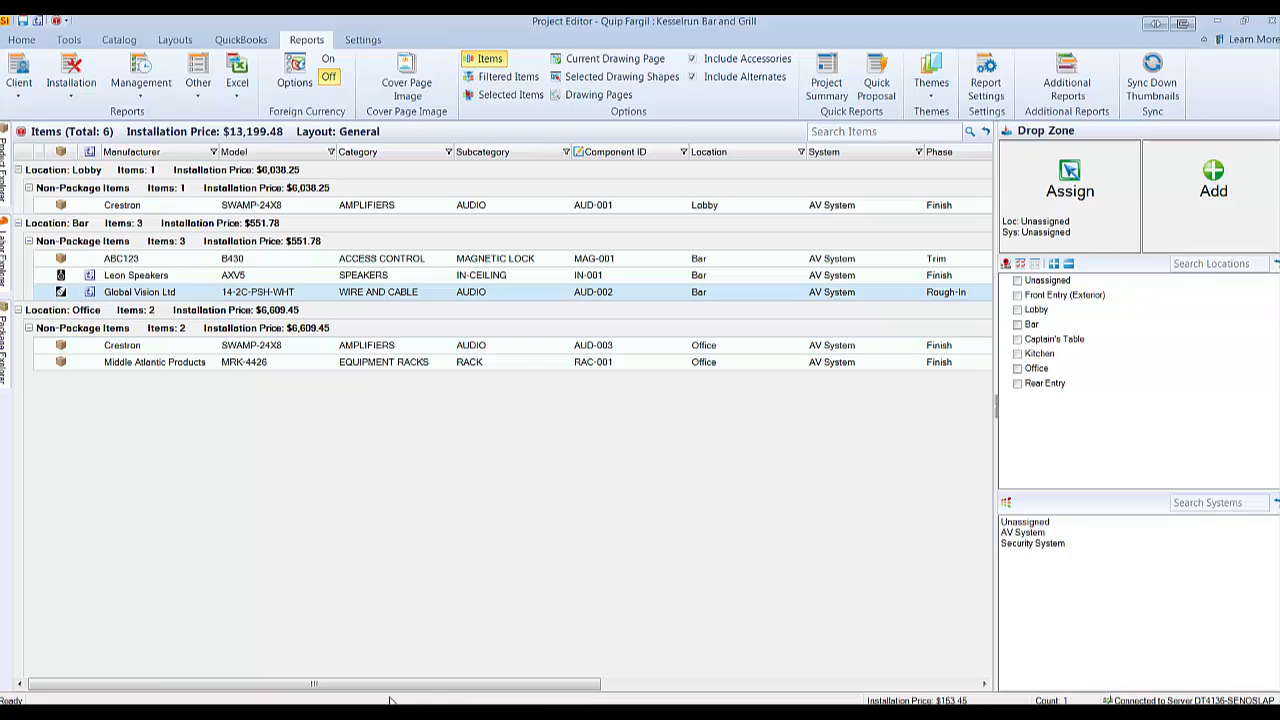 SI
Project Editor - Quip Fargil : Kesselrun Bar and Grill
Home Tools Catalog Layouts QuickBooks Reports Settings Learn More
Client Installation Management Other Excel
Reports
Options On Off
Foreign Currency
Cover Page Image
Cover Page Image
Items Current Drawing Page Include Accessories
Filtered Items Selected Drawing Shapes Include Alternates
Selected Items Drawing Pages
Options
Project Summary Quick Proposal
Quick Reports
Themes
Themes
Report Settings
Settings
Additional Reports
Additional Reports
Sync Down Thumbnails
Sync
Product Explorer
Labor Explorer
Package Explorer
Items (Total: 6) Installation Price: $13,199.48 Layout: General Search Items
Manufacturer Model Category Subcategory Component ID Location System Phase
Location: Lobby Items: 1 Installation Price: $6,038.25
Non-Package Items Items: 1 Installation Price: $6,038.25
Crestron SWAMP-24X8 AMPLIFIERS AUDIO AUD-001 Lobby AV System Finish
Location: Bar Items: 3 Installation Price: $551.78
Non-Package Items Items: 3 Installation Price: $551.78
ABC123 B430 ACCESS CONTROL MAGNETIC LOCK MAG-001 Bar AV System Trim
Leon Speakers AXV5 SPEAKERS IN-CEILING IN-001 Bar AV System Finish
Global Vision Ltd 14-2C-PSH-WHT WIRE AND CABLE AUDIO AUD-002 Bar AV System Rough-In
Location: Office Items: 2 Installation Price: $6,609.45
Non-Package Items Items: 2 Installation Price: $6,609.45
Crestron SWAMP-24X8 AMPLIFIERS AUDIO AUD-003 Office AV System Finish
Middle Atlantic Products MRK-4426 EQUIPMENT RACKS RACK RAC-001 Office AV System Finish
Drop Zone
Assign
Loc: Unassigned
Sys: Unassigned
Add
Search Locations
Unassigned
Front Entry (Exterior)
Lobby
Bar
Captain's Table
Kitchen
Office
Rear Entry
Search Systems
Unassigned
AV System
Security System
Ready Installation Price: $153.45 Count: 1 Connected to Server DT4136-SENOSLAP